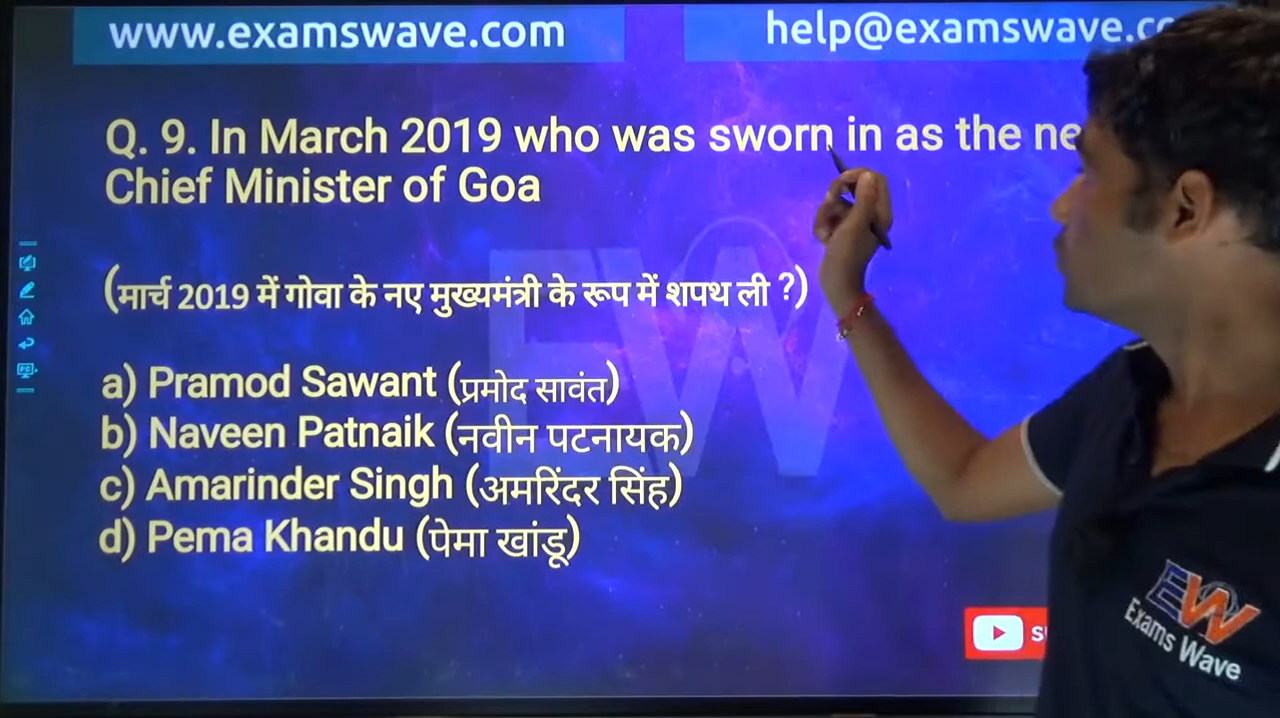 www.examswave.com
help@examswave.
Q. 9. In March 2019 who was sworn in as the
Chief Minister of Goa
(मार्च 2019 में गोवा के नए मुख्यमंत्री के रूप में शपथ ली ?)
a) Pramod Sawant (प्रमोद सावंत)
b) Naveen Patnaik (नवीन पटनायक)
c) Amarinder Singh (अमरिंदर सिंह)
d) Pema Khandu (पेमा खांडू)
EW
EW
Exams Wave